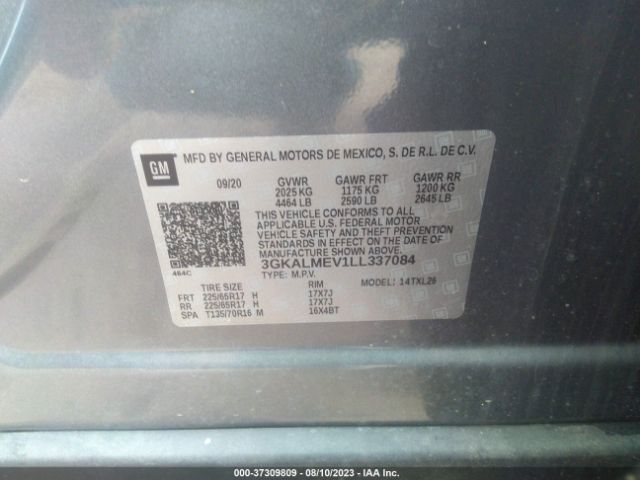 GM MFD BY GENERAL MOTORS DE MEXICO, S. DE R.L. DE C.V.
09/20 GVWR GAWR FRT GAWR RR
2025 KG 1175 KG 1200 KG
4464 LB 2590 LB 2645 LB
THIS VEHICLE CONFORMS TO ALL
APPLICABLE U.S. FEDERAL MOTOR
VEHICLE SAFETY AND THEFT PREVENTION
STANDARDS IN EFFECT ON THE DATE OF
MANUFACTURE SHOWN ABOVE.
3GKALMEV1LL337084
464C TYPE: M.P.V. MODEL: 14TXL26
TIRE SIZE RIM
FRT 225/65R17 H 17X7J
RR 225/65R17 H 17X7J
SPA T135/70R16 M 16X4BT
000-37309809 - 08/10/2023 - IAA Inc.